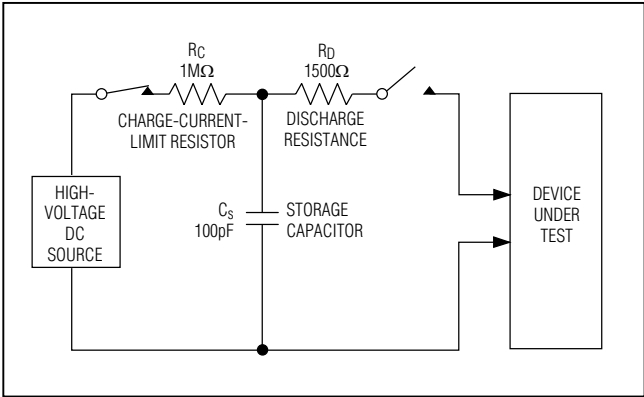 RC
1MΩ
CHARGE-CURRENT-
LIMIT RESISTOR
RD
1500Ω
DISCHARGE
RESISTANCE
HIGH-
VOLTAGE
DC
SOURCE
Cs
100pF
STORAGE
CAPACITOR
DEVICE
UNDER
TEST